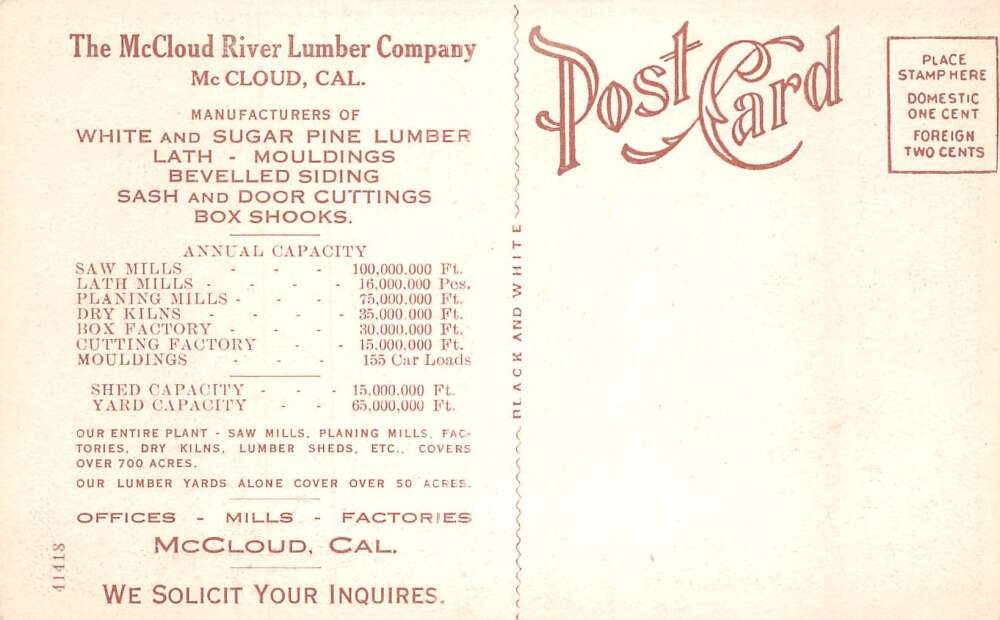 The McCloud River Lumber Company
Mc CLOUD, CAL.
MANUFACTURERS OF
WHITE AND SUGAR PINE LUMBER
LATH - MOULDINGS
BEVELLED SIDING
SASH AND DOOR CUTTINGS
BOX SHOOKS.
ANNUAL CAPACITY
SAW MILLS - - - 100,000,000 Ft.
LATH MILLS - - - - 16,000,000 Pcs.
PLANING MILLS - - - 75,000,000 Ft.
DRY KILNS - - - - 35,000,000 Ft.
BOX FACTORY - - - 30,000,000 Ft.
CUTTING FACTORY - - 15,000,000 Ft.
MOULDINGS - - - 155 Car Loads
SHED CAPACITY - - - 15,000,000 Ft.
YARD CAPACITY - - 65,000,000 Ft.
OUR ENTIRE PLANT - SAW MILLS, PLANING MILLS, FAC-
TORIES, DRY KILNS, LUMBER SHEDS, ETC., COVERS
OVER 700 ACRES.
OUR LUMBER YARDS ALONE COVER OVER 50 ACRES.
OFFICES - MILLS - FACTORIES
MCCLOUD, CAL.
WE SOLICIT YOUR INQUIRES.
41418
BLACK AND WHITE
Post Card
PLACE
STAMP HERE
DOMESTIC
ONE CENT
FOREIGN
TWO CENTS